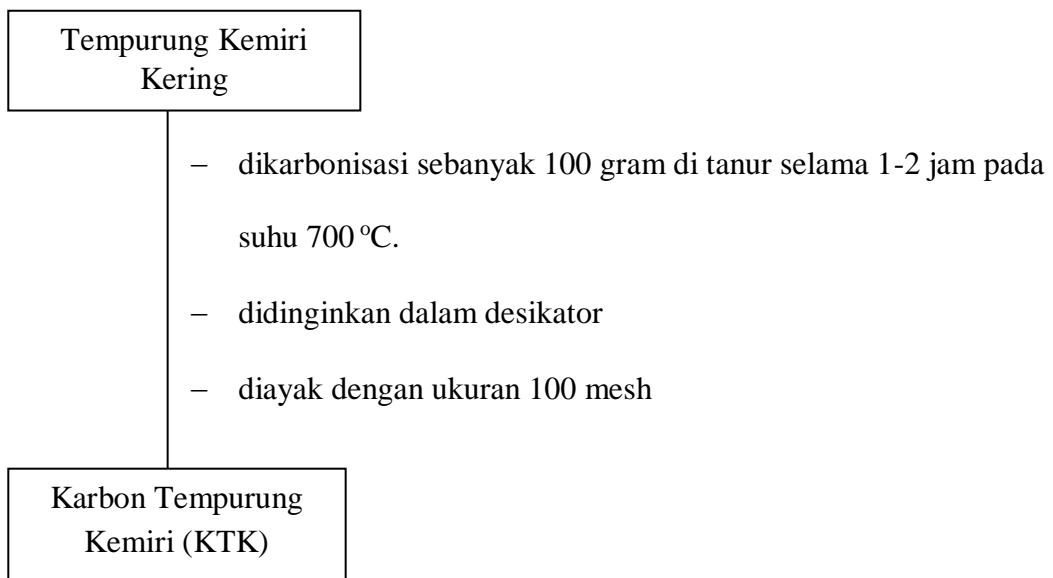 Tempurung Kemiri
Kering
– dikarbonisasi sebanyak 100 gram di tanur selama 1-2 jam pada
suhu 700 °C.
– didinginkan dalam desikator
– diayak dengan ukuran 100 mesh
Karbon Tempurung
Kemiri (KTK)